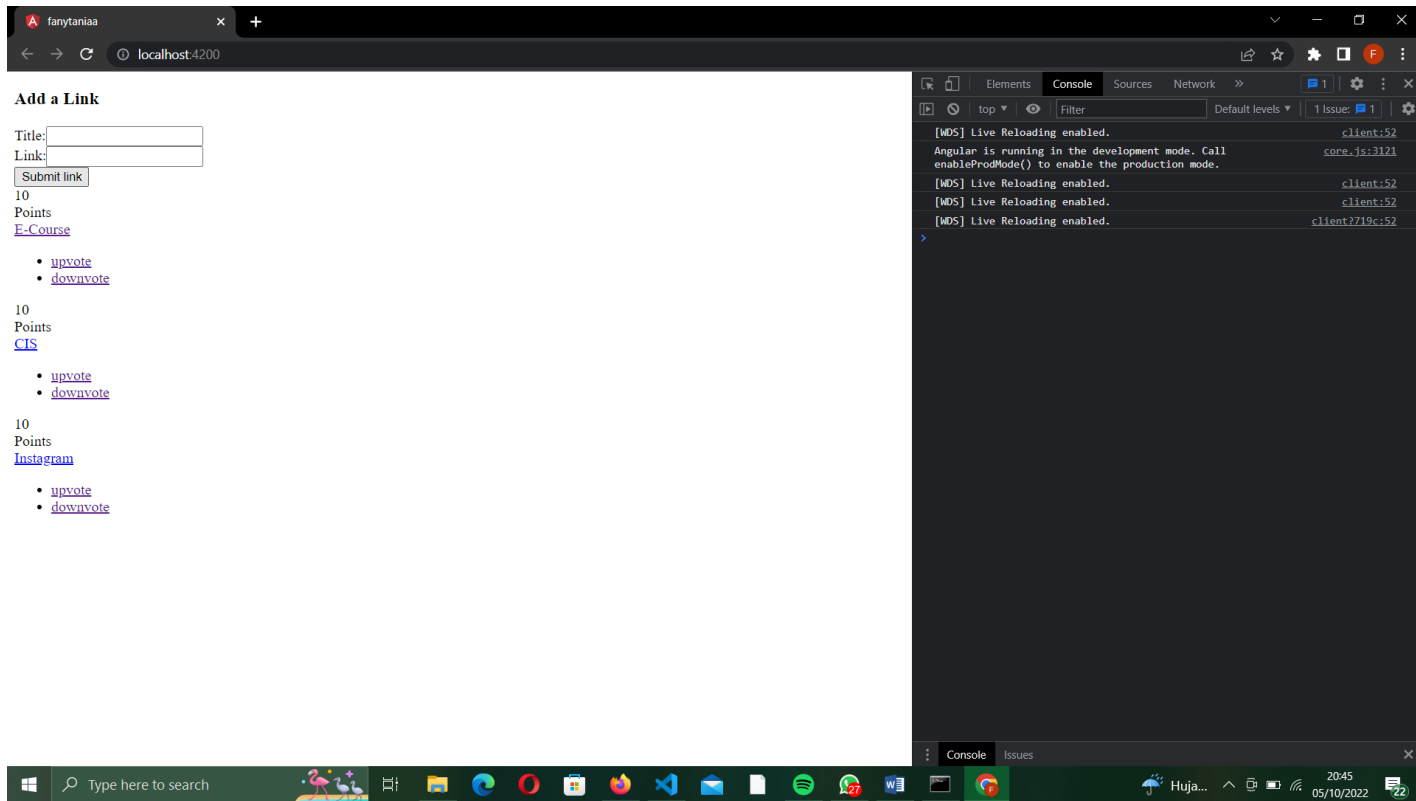 fanytaniaa
localhost:4200
F
Add a Link
Title:
Link:
Submit link
10
Points
E-Course
upvote
downvote
10
Points
CIS
upvote
downvote
10
Points
Instagram
upvote
downvote
Elements Console Sources Network » 1
top Filter Default levels 1 Issue: 1
[WDS] Live Reloading enabled. client:52
Angular is running in the development mode. Call core.js:3121
enableProdMode() to enable the production mode.
[WDS] Live Reloading enabled. client:52
[WDS] Live Reloading enabled. client:52
[WDS] Live Reloading enabled. client?719c:52
Console Issues
Type here to search
27
Huja...
20:45
05/10/2022
22